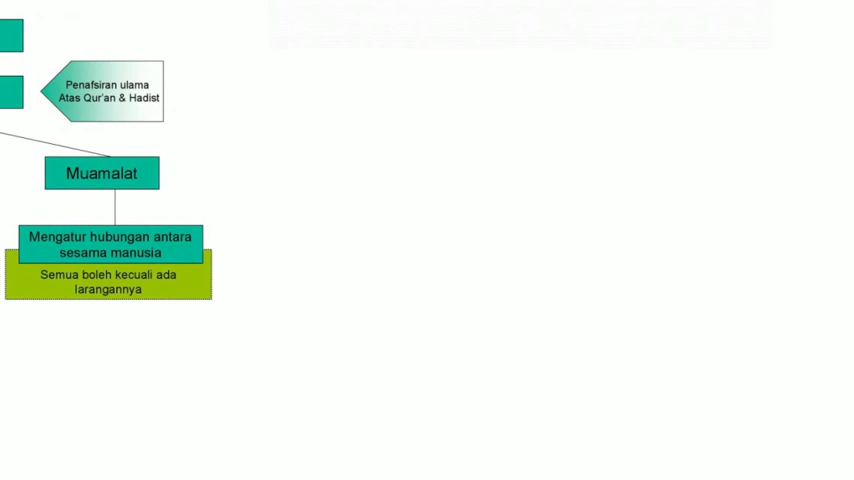 Penafsiran ulama
Atas Qur'an & Hadist
Muamalat
Mengatur hubungan antara
sesama manusia
Semua boleh kecuali ada
larangannya